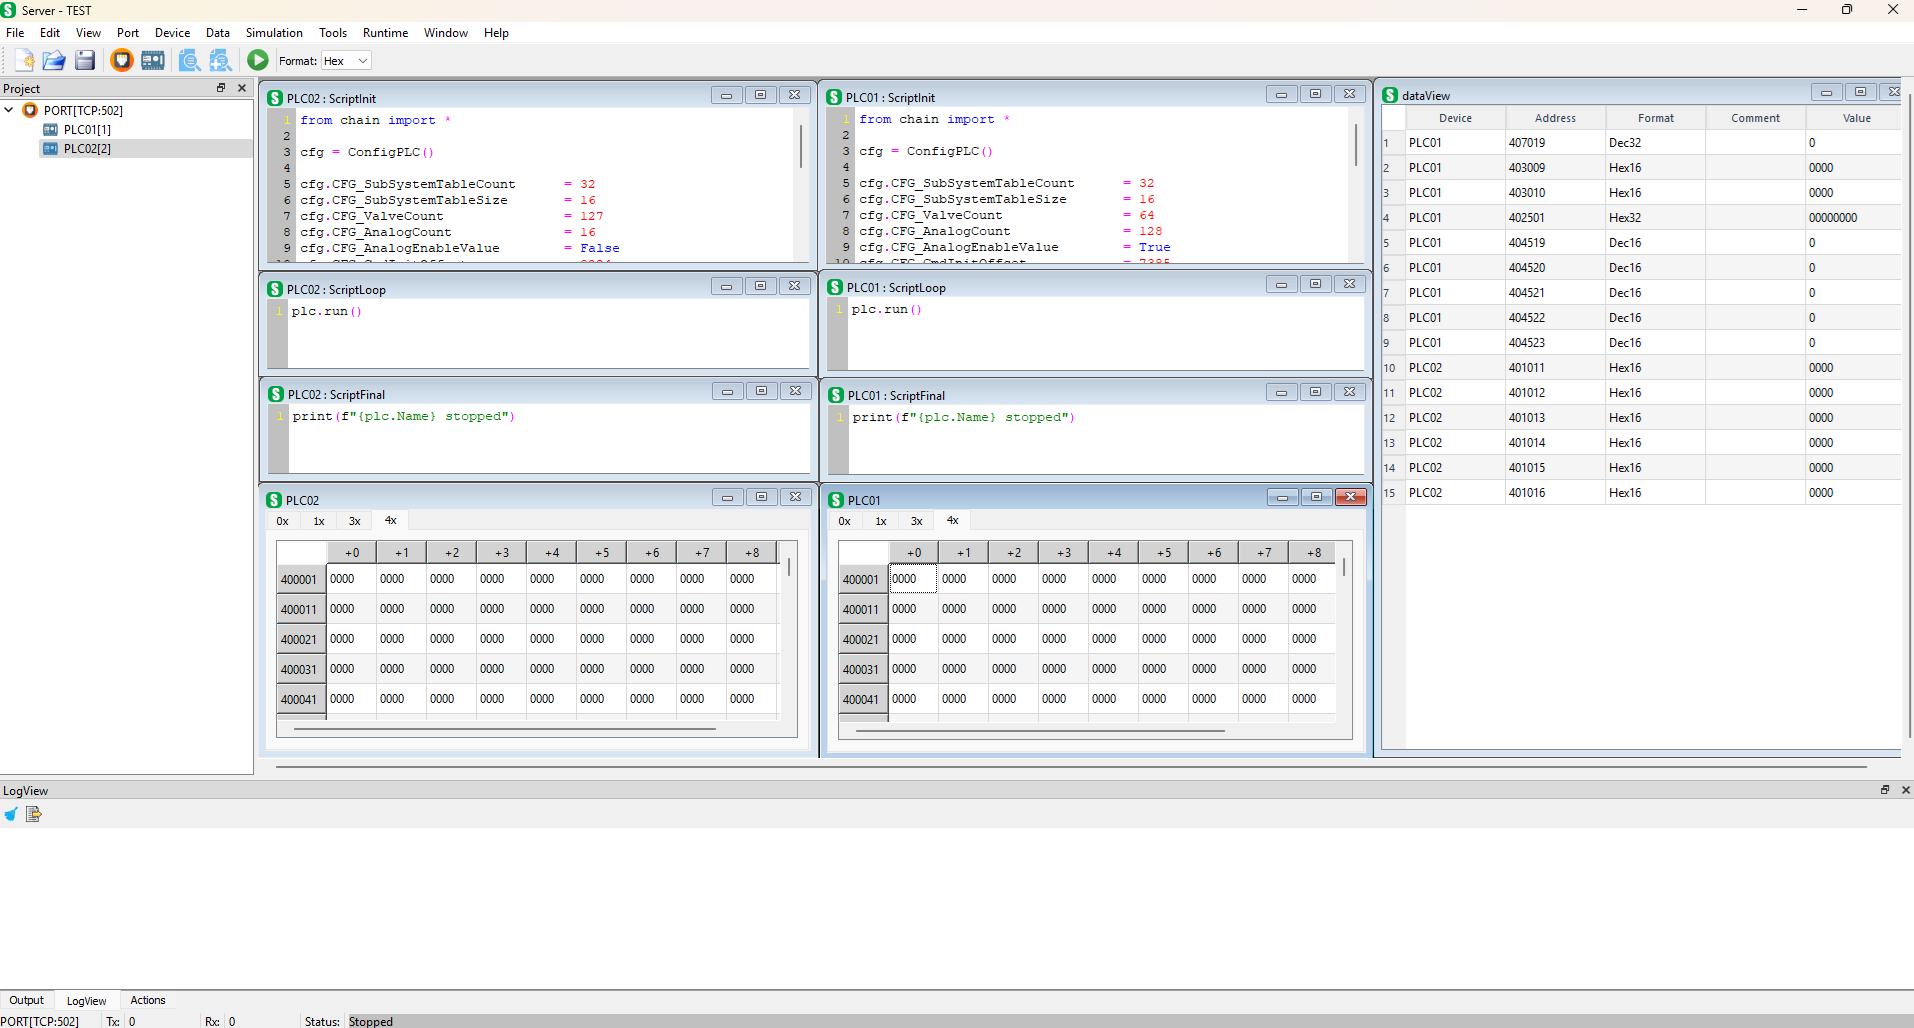 Server - TEST
File Edit View Port Device Data Simulation Tools Runtime Window Help
Format: Hex
Project
PORT[TCP:502]
PLC01[1]
PLC02[2]
PLC02 : ScriptInit
1 from chain import *
2
3 cfg = ConfigPLC()
4
5 cfg.CFG_SubSystemTableCount = 32
6 cfg.CFG_SubSystemTableSize = 16
7 cfg.CFG_ValveCount = 127
8 cfg.CFG_AnalogCount = 16
9 cfg.CFG_AnalogEnableValue = False
PLC01 : ScriptInit
1 from chain import *
2
3 cfg = ConfigPLC()
4
5 cfg.CFG_SubSystemTableCount = 32
6 cfg.CFG_SubSystemTableSize = 16
7 cfg.CFG_ValveCount = 64
8 cfg.CFG_AnalogCount = 128
9 cfg.CFG_AnalogEnableValue = True
10 cfg.CFG_CmdInitOffset = 7385
PLC02 : ScriptLoop
1 plc.run()
PLC01 : ScriptLoop
1 plc.run()
PLC02 : ScriptFinal
1 print(f"{plc.Name} stopped")
PLC01 : ScriptFinal
1 print(f"{plc.Name} stopped")
PLC02
0x 1x 3x 4x
+0 +1 +2 +3 +4 +5 +6 +7 +8
400001 0000 0000 0000 0000 0000 0000 0000 0000 0000
400011 0000 0000 0000 0000 0000 0000 0000 0000 0000
400021 0000 0000 0000 0000 0000 0000 0000 0000 0000
400031 0000 0000 0000 0000 0000 0000 0000 0000 0000
400041 0000 0000 0000 0000 0000 0000 0000 0000 0000
PLC01
0x 1x 3x 4x
+0 +1 +2 +3 +4 +5 +6 +7 +8
400001 0000 0000 0000 0000 0000 0000 0000 0000 0000
400011 0000 0000 0000 0000 0000 0000 0000 0000 0000
400021 0000 0000 0000 0000 0000 0000 0000 0000 0000
400031 0000 0000 0000 0000 0000 0000 0000 0000 0000
400041 0000 0000 0000 0000 0000 0000 0000 0000 0000
dataView
Device Address Format Comment Value
1 PLC01 407019 Dec32 0
2 PLC01 403009 Hex16 0000
3 PLC01 403010 Hex16 0000
4 PLC01 402501 Hex32 00000000
5 PLC01 404519 Dec16 0
6 PLC01 404520 Dec16 0
7 PLC01 404521 Dec16 0
8 PLC01 404522 Dec16 0
9 PLC01 404523 Dec16 0
10 PLC02 401011 Hex16 0000
11 PLC02 401012 Hex16 0000
12 PLC02 401013 Hex16 0000
13 PLC02 401014 Hex16 0000
14 PLC02 401015 Hex16 0000
15 PLC02 401016 Hex16 0000
LogView
Output LogView Actions
PORT[TCP:502] Tx: 0 Rx: 0 Status: Stopped